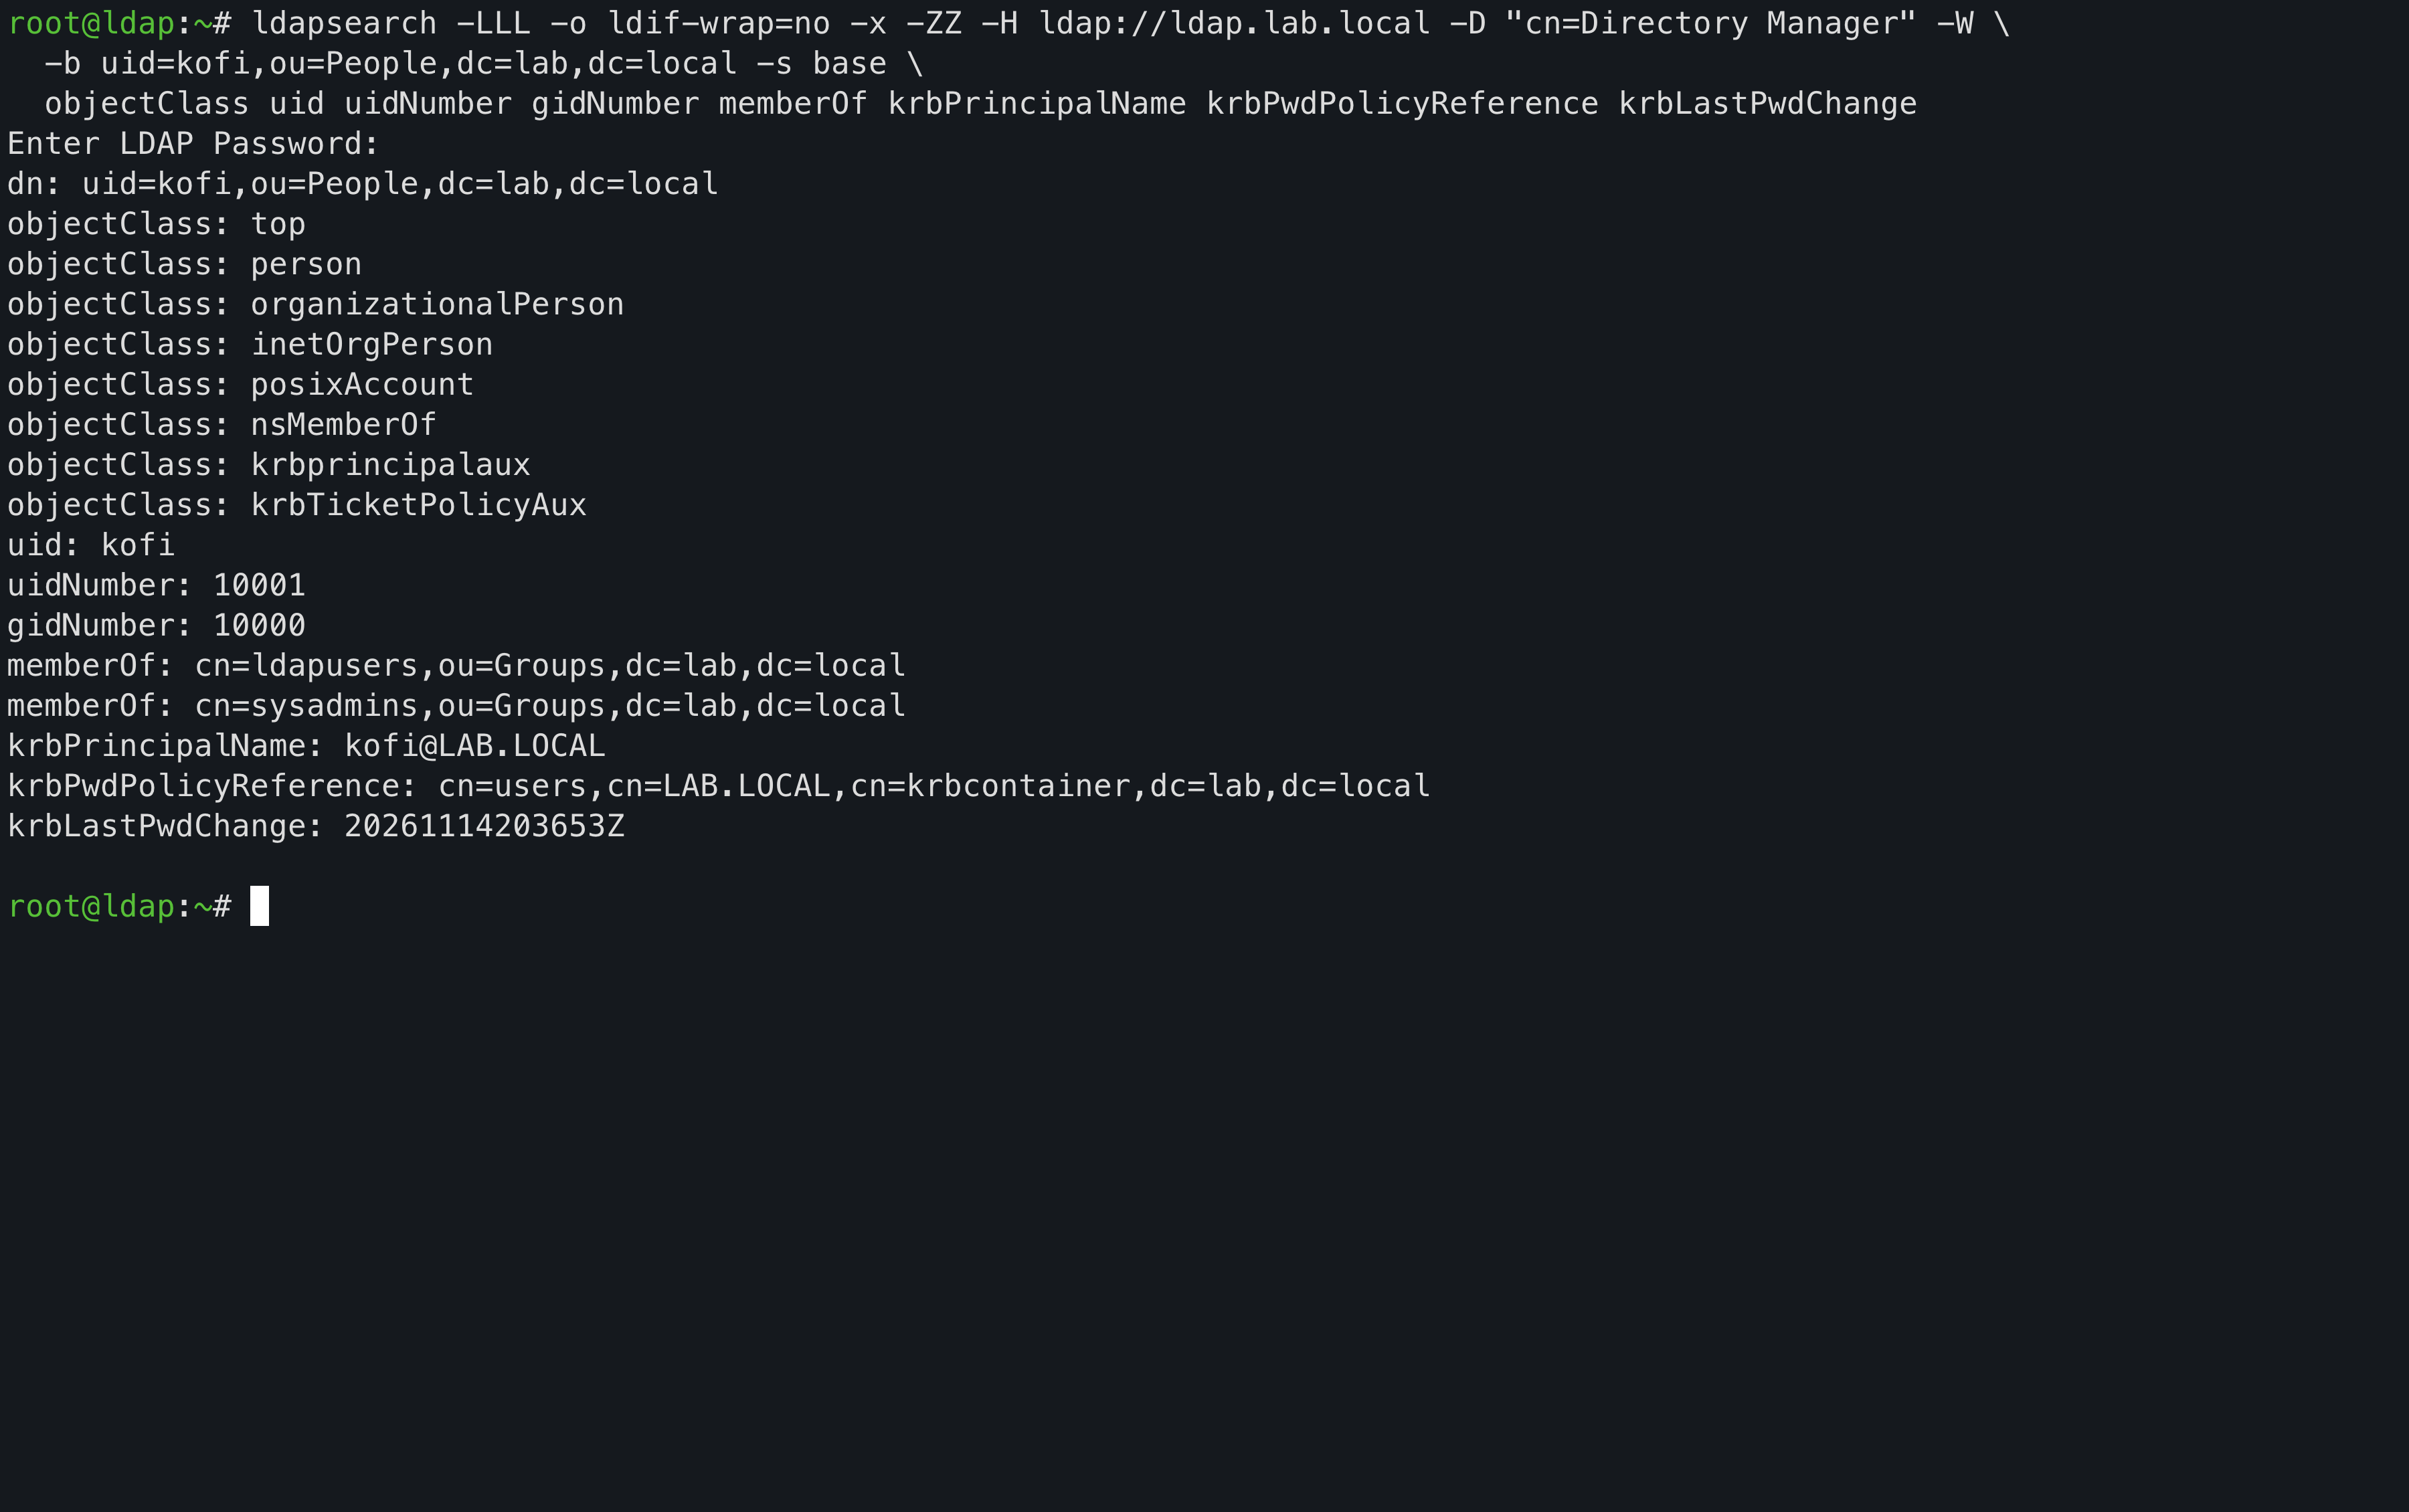 root@ldap:~# ldapsearch -LLL -o ldif-wrap=no -x -ZZ -H ldap://ldap.lab.local -D "cn=Directory Manager" -W \
  -b uid=kofi,ou=People,dc=lab,dc=local -s base \
  objectClass uid uidNumber gidNumber memberOf krbPrincipalName krbPwdPolicyReference krbLastPwdChange
Enter LDAP Password:
dn: uid=kofi,ou=People,dc=lab,dc=local
objectClass: top
objectClass: person
objectClass: organizationalPerson
objectClass: inetOrgPerson
objectClass: posixAccount
objectClass: nsMemberOf
objectClass: krbprincipalaux
objectClass: krbTicketPolicyAux
uid: kofi
uidNumber: 10001
gidNumber: 10000
memberOf: cn=ldapusers,ou=Groups,dc=lab,dc=local
memberOf: cn=sysadmins,ou=Groups,dc=lab,dc=local
krbPrincipalName: kofi@LAB.LOCAL
krbPwdPolicyReference: cn=users,cn=LAB.LOCAL,cn=krbcontainer,dc=lab,dc=local
krbLastPwdChange: 20261114203653Z

root@ldap:~#